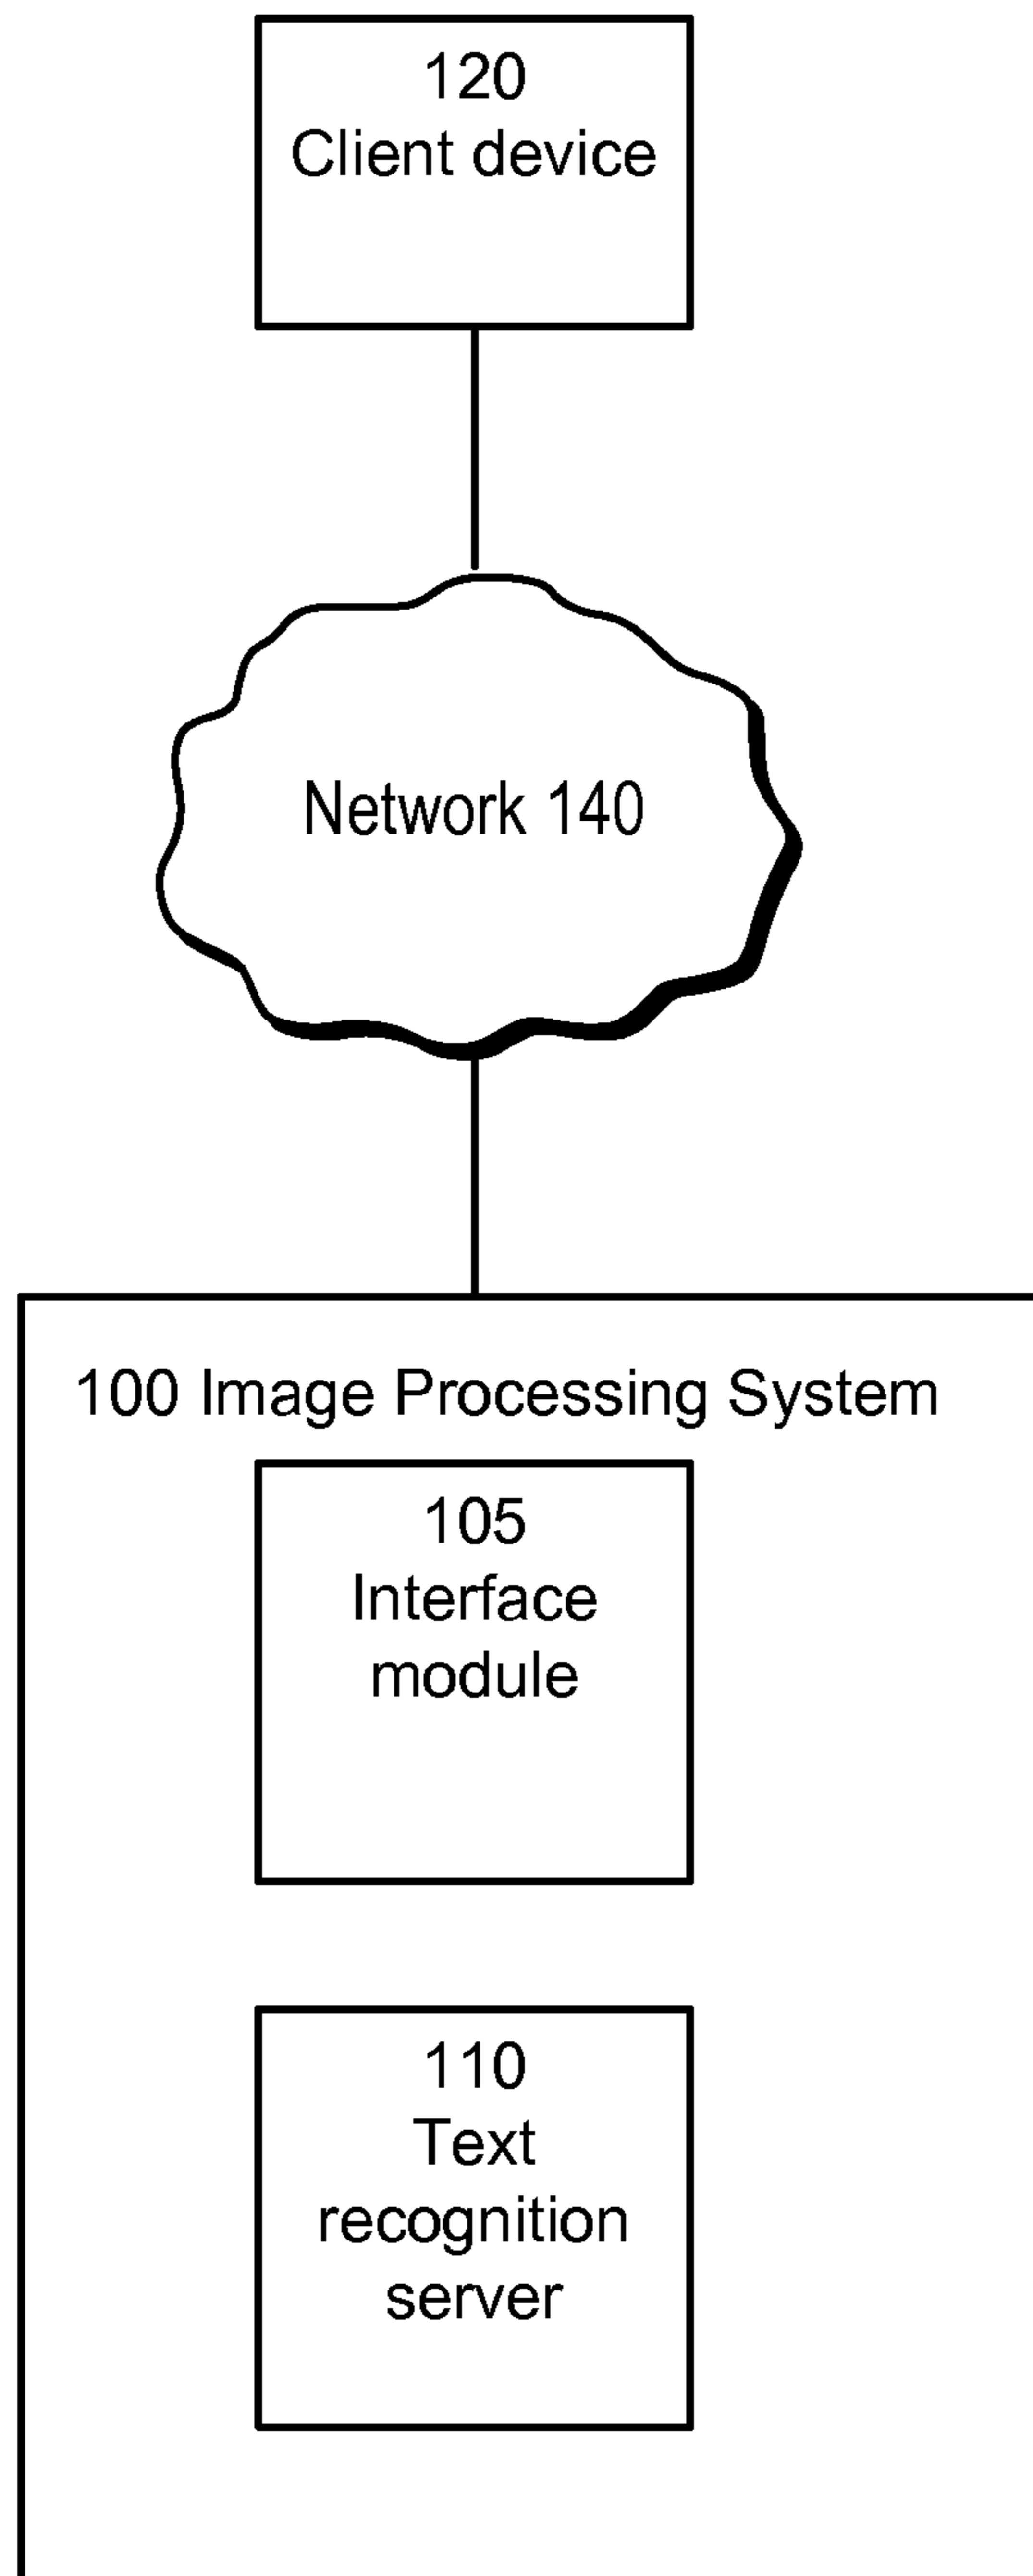 120
Client device
Network 140
100 Image Processing System
105
Interface
module
110
Text
recognition
server